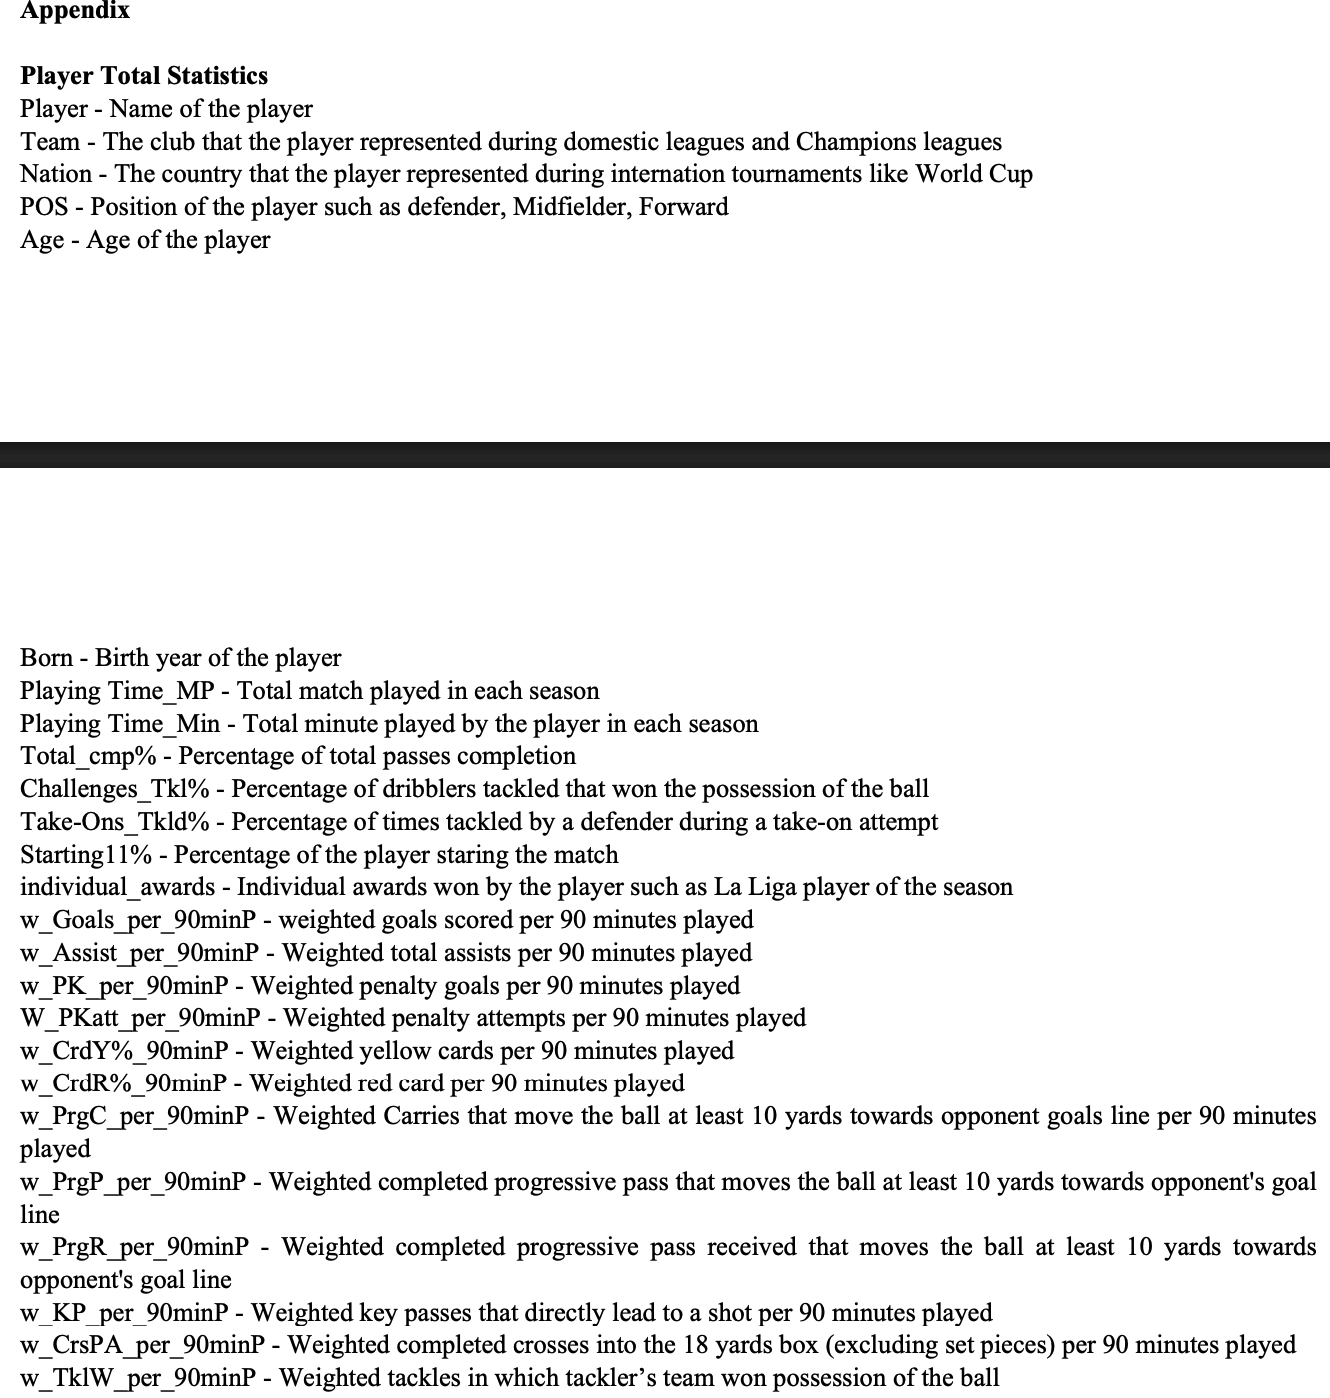 Appendix
Player Total Statistics
Player - Name of the player
Team - The club that the player represented during domestic leagues and Champions leagues
Nation - The country that the player represented during internation tournaments like World Cup
POS - Position of the player such as defender, Midfielder, Forward
Age - Age of the player
Born - Birth year of the player
Playing Time_MP - Total match played in each season
Playing Time_Min - Total minute played by the player in each season
Total_cmp% - Percentage of total passes completion
Challenges_Tkl% - Percentage of dribblers tackled that won the possession of the ball
Take-Ons_Tkld% - Percentage of times tackled by a defender during a take-on attempt
Starting11% - Percentage of the player staring the match
individual_awards - Individual awards won by the player such as La Liga player of the season
w_Goals_per_90minP - weighted goals scored per 90 minutes played
w_Assist_per_90minP - Weighted total assists per 90 minutes played
w_PK_per_90minP - Weighted penalty goals per 90 minutes played
W_PKatt_per_90minP - Weighted penalty attempts per 90 minutes played
w_CrdY%_90minP - Weighted yellow cards per 90 minutes played
w_CrdR%_90minP - Weighted red card per 90 minutes played
w_PrgC_per_90minP - Weighted Carries that move the ball at least 10 yards towards opponent goals line per 90 minutes
played
w_PrgP_per_90minP - Weighted completed progressive pass that moves the ball at least 10 yards towards opponent's goal
line
w_PrgR_per_90minP - Weighted completed progressive pass received that moves the ball at least 10 yards towards
opponent's goal line
w_KP_per_90minP - Weighted key passes that directly lead to a shot per 90 minutes played
w_CrsPA_per_90minP - Weighted completed crosses into the 18 yards box (excluding set pieces) per 90 minutes played
w_TklW_per_90minP - Weighted tackles in which tackler’s team won possession of the ball